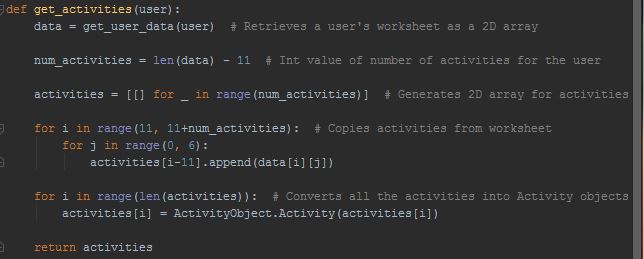 def get_activities(user):
    data = get_user_data(user)  # Retrieves a user's worksheet as a 2D array
    num_activities = len(data) - 11  # Int value of number of activities for the user
    activities = [[] for _ in range(num_activities)]  # Generates 2D array for activities
    for i in range(11, 11+num_activities):  # Copies activities from worksheet
        for j in range(0, 6):
            activities[i-11].append(data[i][j])
    for i in range(len(activities)):  # Converts all the activities into Activity objects
        activities[i] = ActivityObject.Activity(activities[i])
    return activities